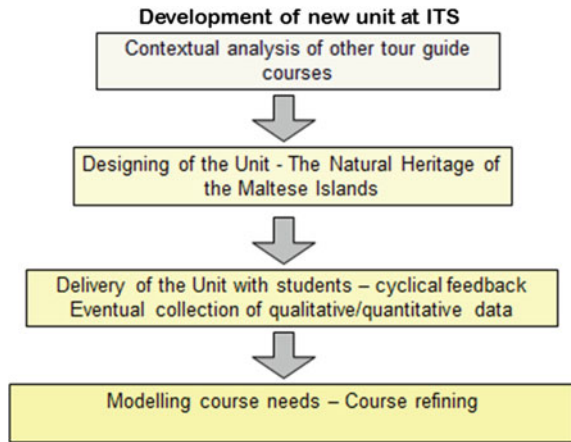 Development of new unit at ITS
Contextual analysis of other tour guide
courses
Designing of the Unit - The Natural Heritage of
the Maltese Islands
Delivery of the Unit with students – cyclical feedback
Eventual collection of qualitative/quantitative data
Modelling course needs – Course refining